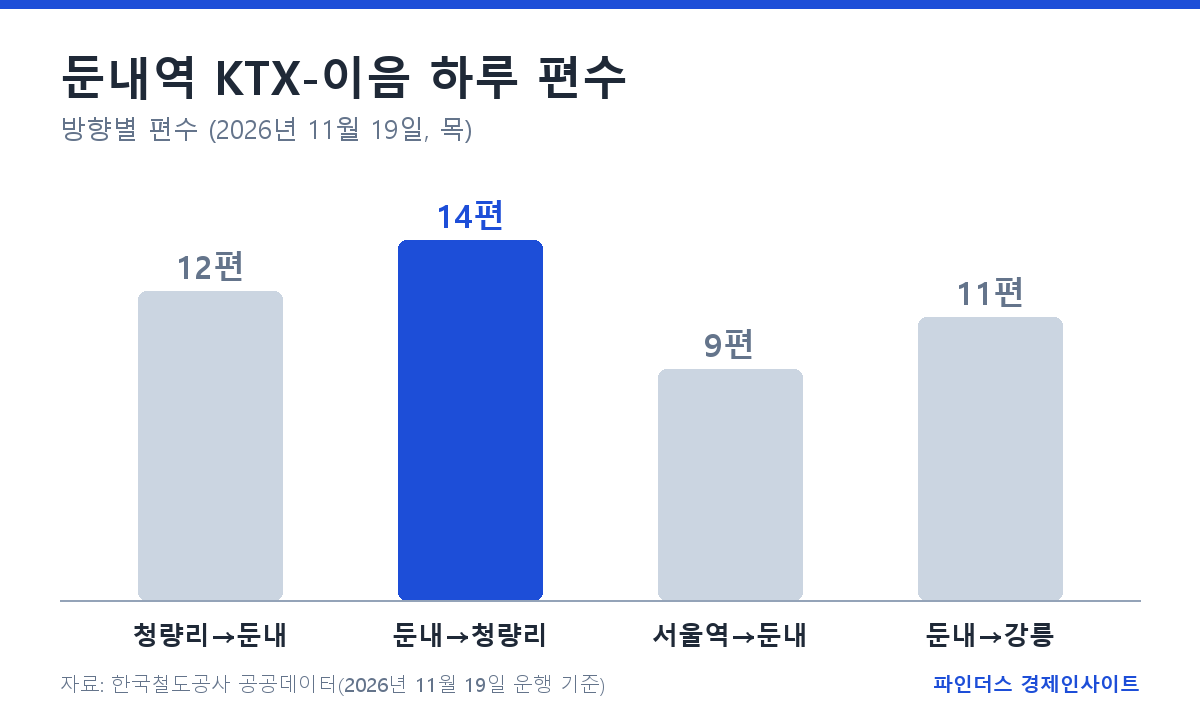 둔내역 KTX-이음 하루 편수
방향별 편수 (2026년 11월 19일, 목)
12편
14편
9편
11편
청량리→둔내
둔내→청량리
서울역→둔내
둔내→강릉
자료: 한국철도공사 공공데이터(2026년 11월 19일 운행 기준)
파인더스 경제인사이트